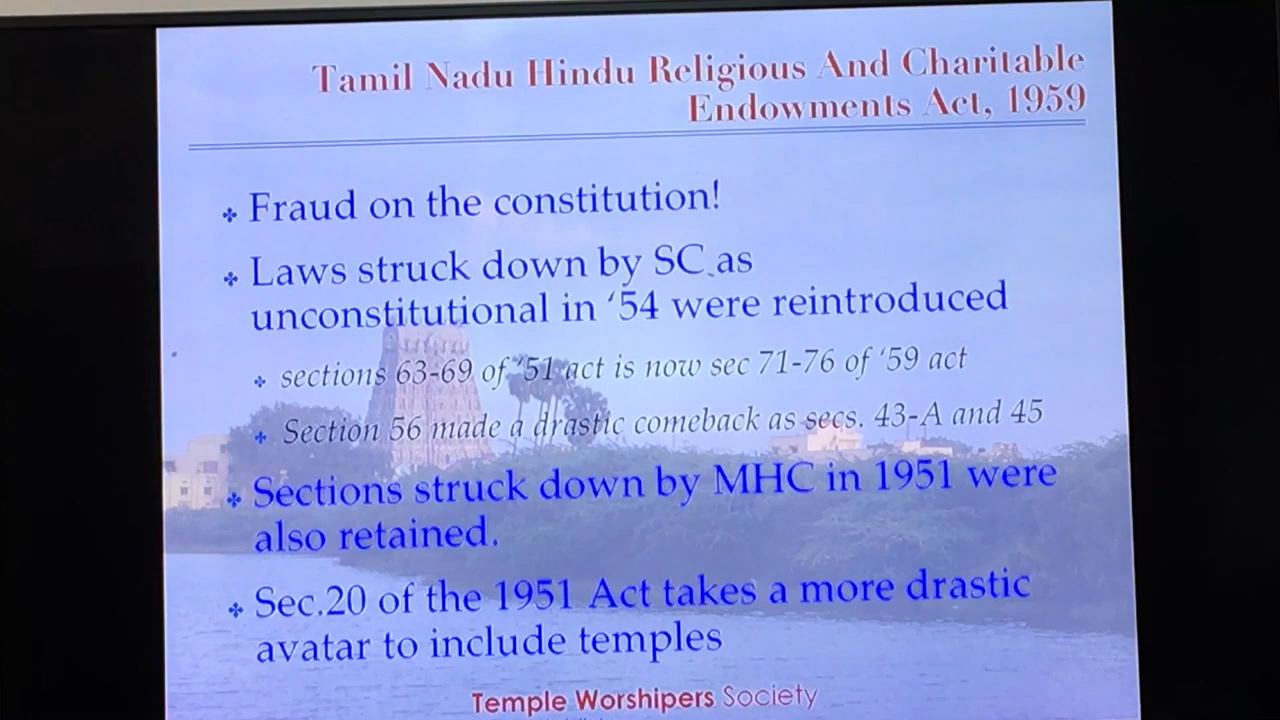 Tamil Nadu Hindu Religious And Charitable
Endowments Act, 1959
Fraud on the constitution!
Laws struck down by SC as
unconstitutional in ‘54 were reintroduced
sections 63-69 of ‘51 act is now sec 71-76 of ‘59 act
Section 56 made a drastic comeback as secs. 43-A and 45
Sections struck down by MHC in 1951 were
also retained.
Sec.20 of the 1951 Act takes a more drastic
avatar to include temples
Temple Worshipers Society